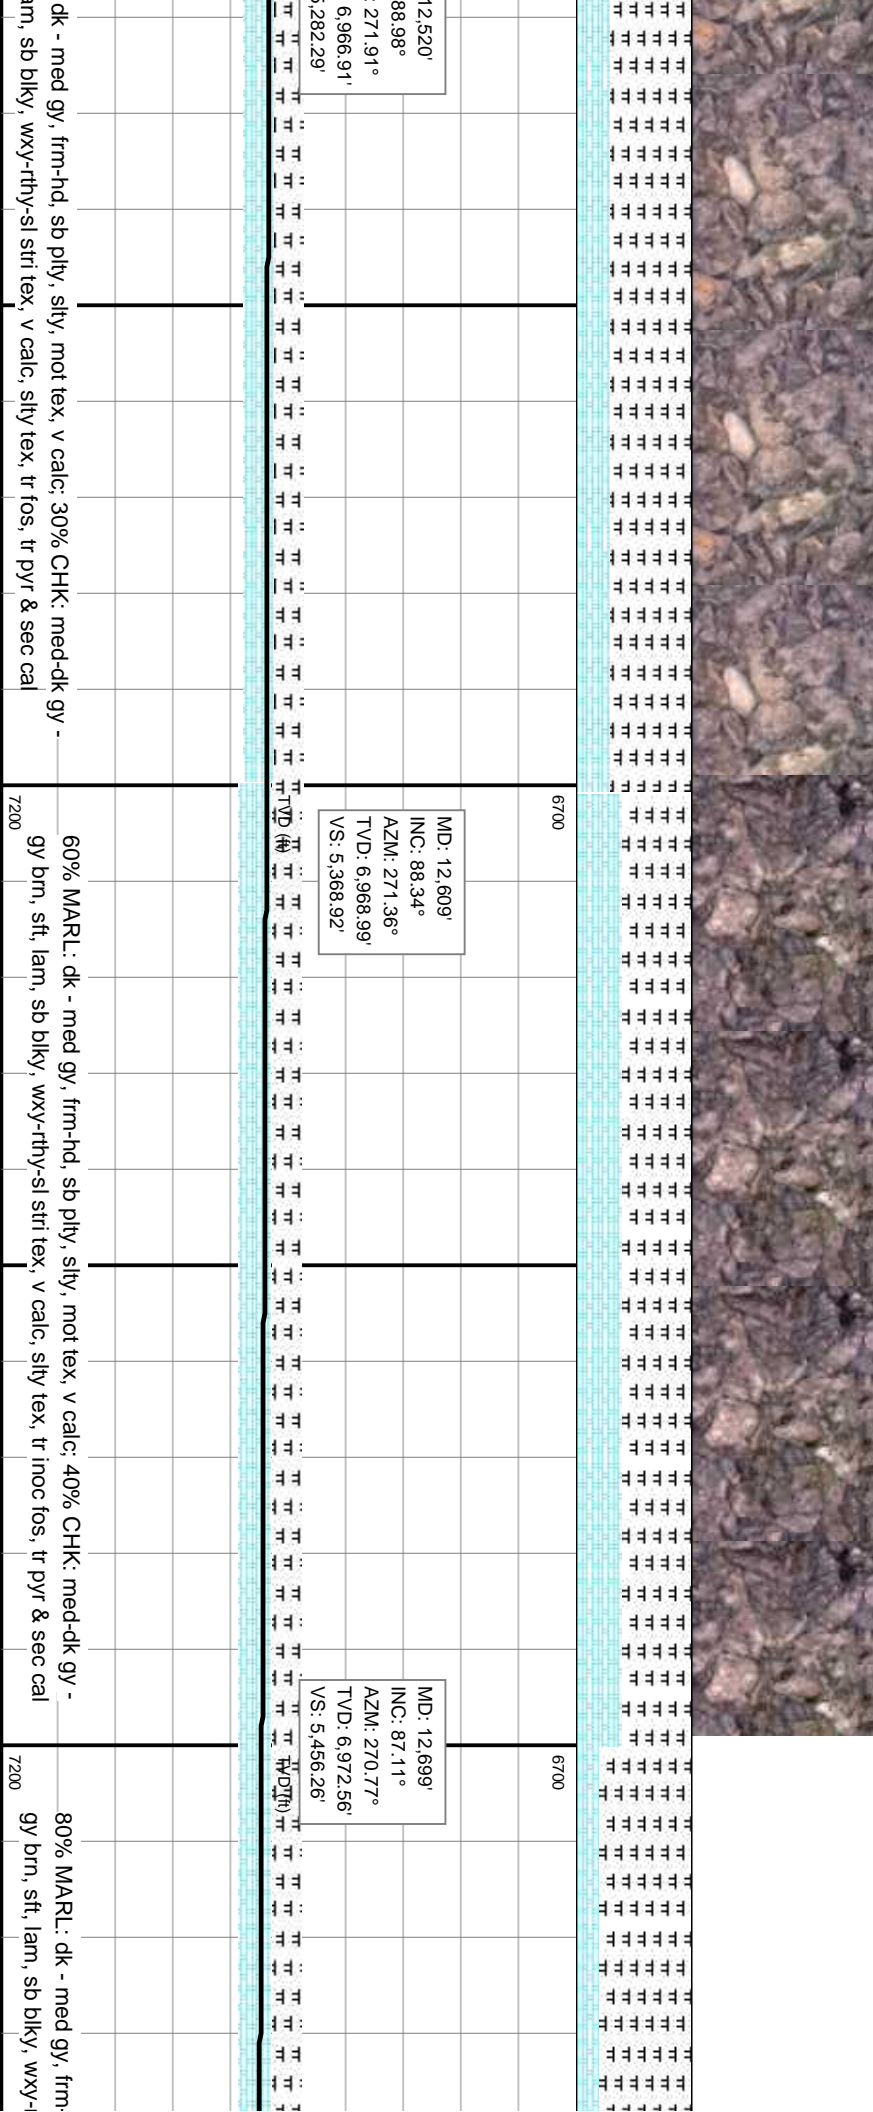 12,520'
88.98°
271.91°
6,966.91'
5,282.29'
dk - med gy, frm-hd, sb plty, slty, mot tex, v calc; 30% CHK: med-dk gy -
sb blky, wxy-rthy-sl stri tex, v calc, slty tex, tr fos, tr pyr & sec cal
6700
TVD (ft)
7200
MD: 12,609'
INC: 88.34°
AZM: 271.36°
TVD: 6,968.99'
VS: 5,368.92'
60% MARL: dk - med gy, frm-hd, sb plty, slty, mot tex, v calc; 40% CHK: med-dk gy -
gy brn, sft, lam, sb blky, wxy-rthy-sl stri tex, v calc, slty tex, tr inoc fos, tr pyr & sec cal
MD: 12,699'
INC: 87.11°
AZM: 270.77°
TVD: 6,972.56'
VS: 5,456.26'
6700
TVD (ft)
7200
80% MARL: dk - med gy, frm-
gy brn, sft, lam, sb blky, wxy-